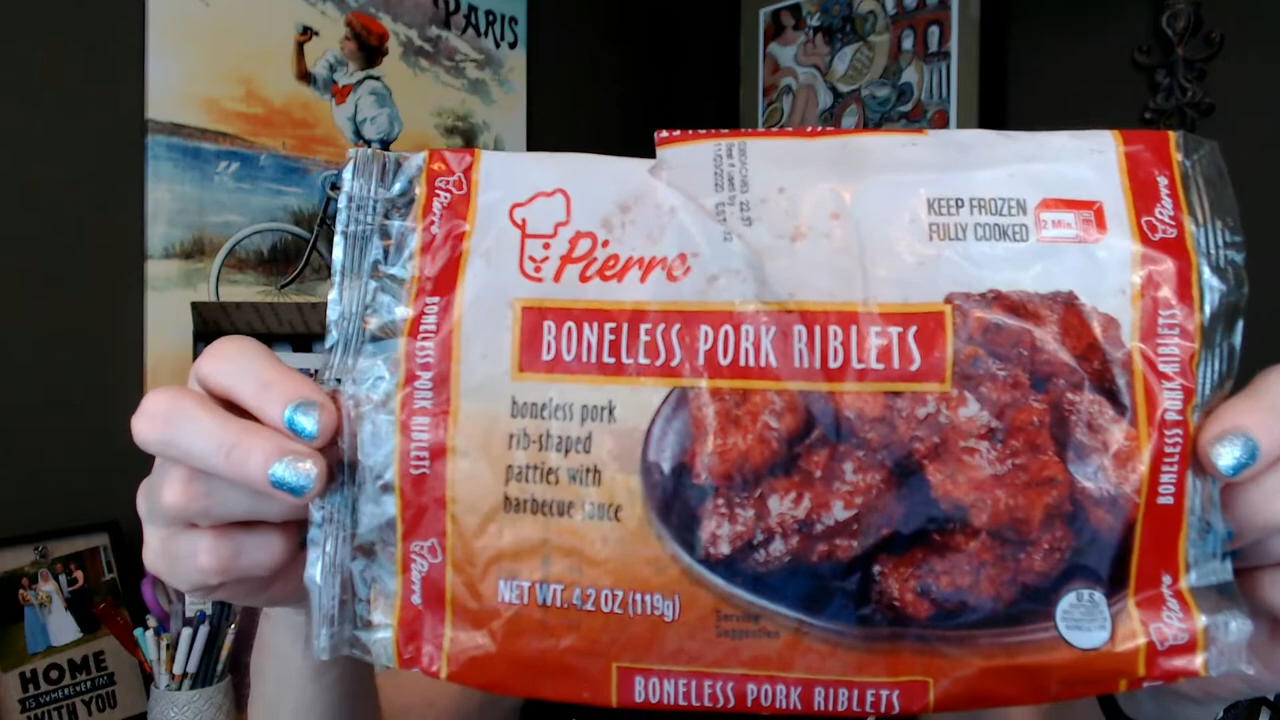 PARIS
Pierre
KEEP FROZEN
FULLY COOKED
2 Min.
Pierre
Pierre
BONELESS PORK RIBLETS
BONELESS PORK RIBLETS
BONELESS PORK RIBLETS
boneless pork
rib-shaped
patties with
barbecue sauce
NET WT. 4.2 OZ (119g)
Serving
Suggestion
U.S.
Pierre
Pierre
BONELESS PORK RIBLETS
HOME
IS WHEREVER I'M
WITH YOU